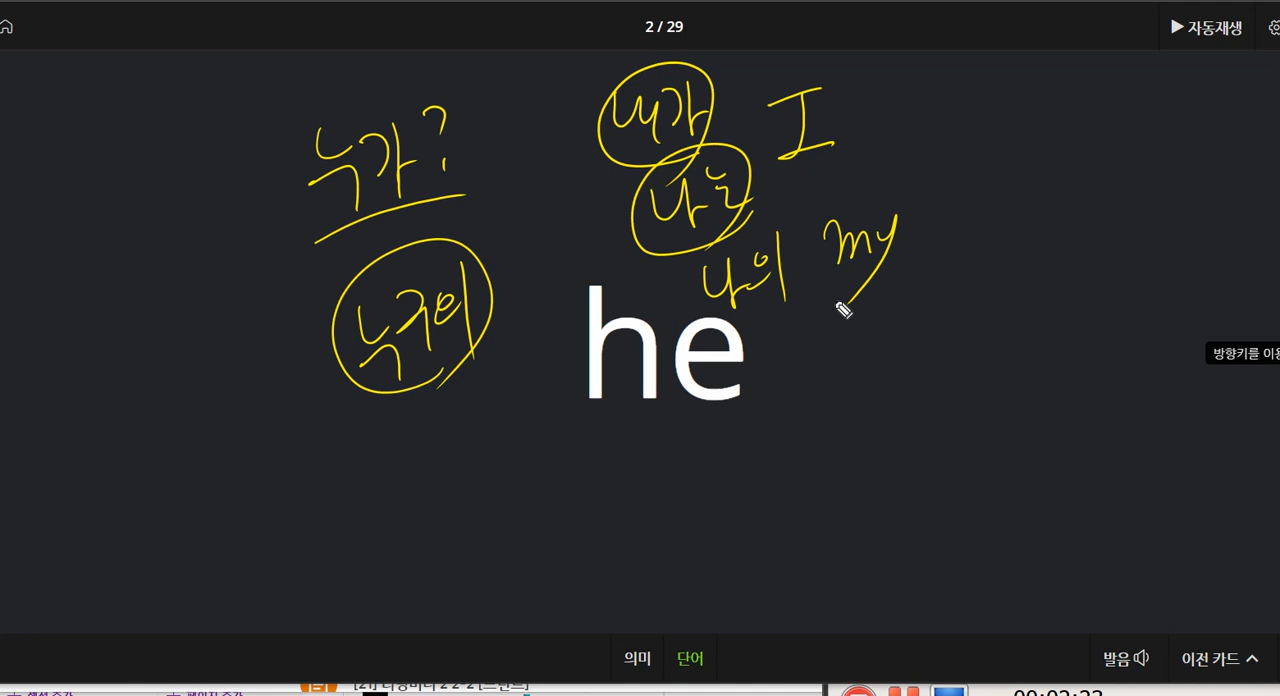 2 / 29
▶ 자동재생
누가?
내가 I
나는
나의 my
누구의
he
방향키를 이용
의미
단어
발음
이전 카드